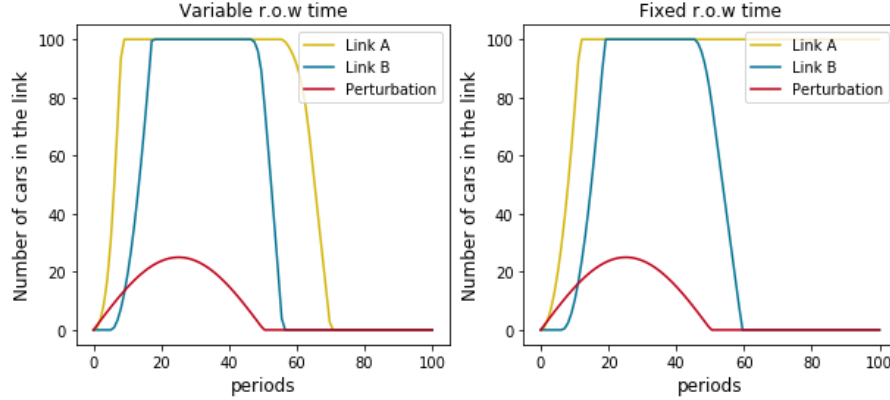 Variable r.o.w time
Number of cars in the link
100
80
60
40
20
0
Link A
Link B
Perturbation
0 20 40 60 80 100
periods
Fixed r.o.w time
Number of cars in the link
100
80
60
40
20
0
Link A
Link B
Perturbation
0 20 40 60 80 100
periods